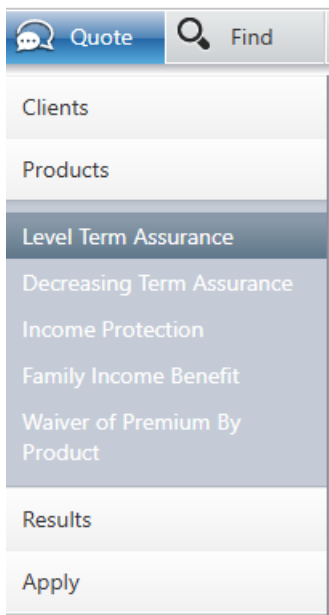 Quote
Find
Clients
Products
Level Term Assurance
Decreasing Term Assurance
Income Protection
Family Income Benefit
Waiver of Premium By
Product
Results
Apply